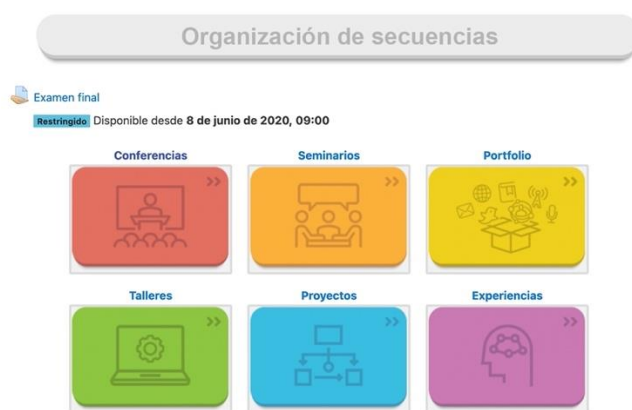 Organización de secuencias
Examen final
Restringido Disponible desde 8 de junio de 2020, 09:00
Conferencias
Seminarios
Portfolio
Talleres
Proyectos
Experiencias